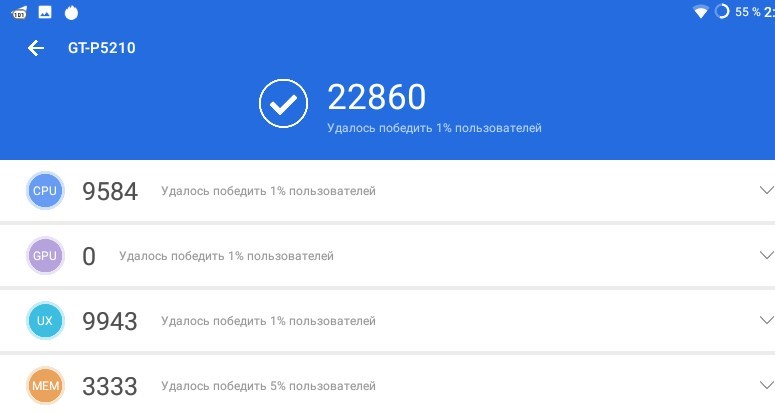 101
55 % 2:
GT-P5210
22860
Удалось победить 1% пользователей
CPU 9584 Удалось победить 1% пользователей
GPU 0 Удалось победить 1% пользователей
UX 9943 Удалось победить 1% пользователей
MEM 3333 Удалось победить 5% пользователей